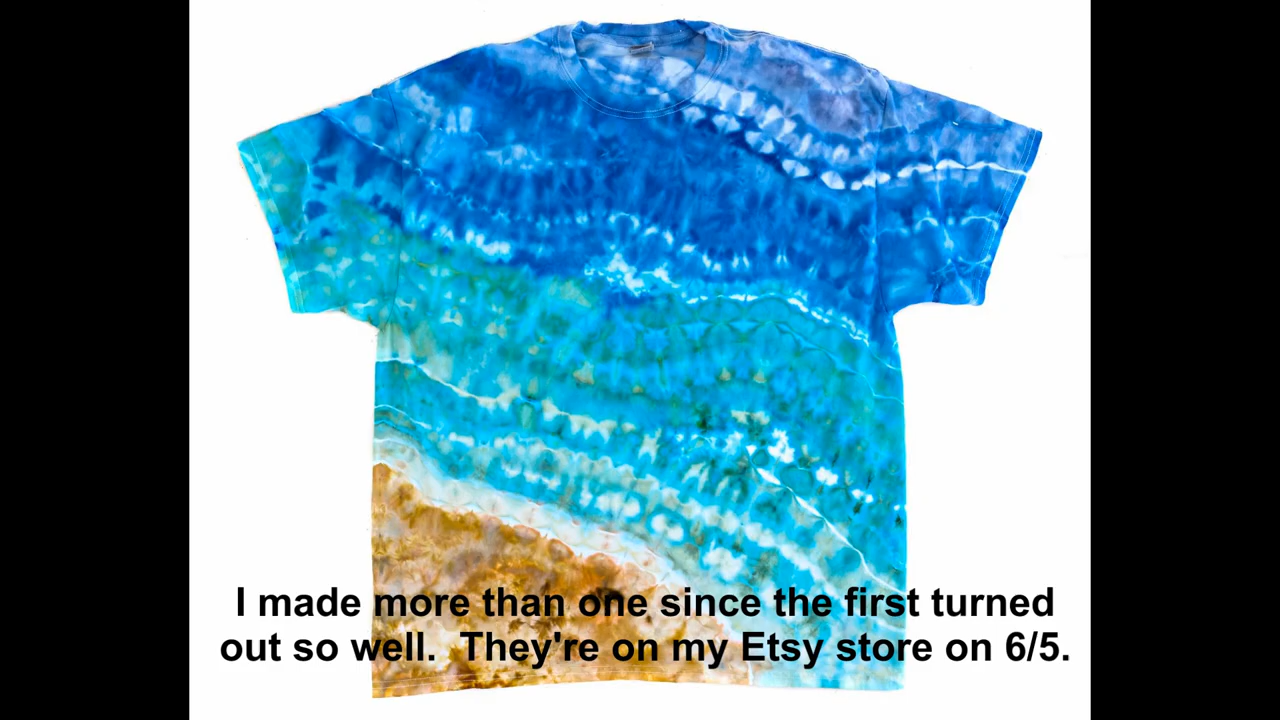 I made more than one since the first turned
out so well.  They're on my Etsy store on 6/5.